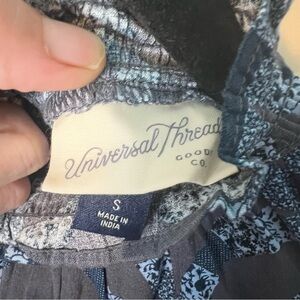 Universal Thread
GOODS
CO.
S
MADE IN
INDIA